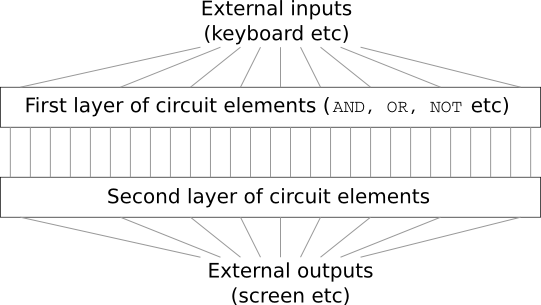 External inputs
(keyboard etc)
First layer of circuit elements (AND, OR, NOT etc)
Second layer of circuit elements
External outputs
(screen etc)